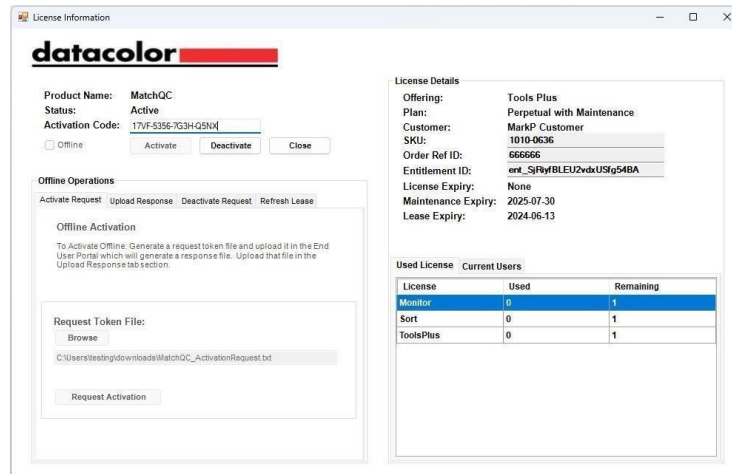 License Information
datacolor
Product Name: MatchQC
Status: Active
Activation Code: 17VF-5356-7G3H-Q5NX
Offline Activate Deactivate Close
Offline Operations
Activate Request Upload Response Deactivate Request Refresh Lease
Offline Activation
To Activate Offline. Generate a request token file and upload it in the End
User Portal which will generate a response file. Upload that file in the
Upload Response tab section.
Request Token File:
Browse
C:\Users\testing\downloads\MatchQC_ActivationRequest.txt
Request Activation
License Details
Offering: Tools Plus
Plan: Perpetual with Maintenance
Customer: MarkP Customer
SKU: 1010-0636
Order Ref ID: 666666
Entitlement ID: ent_SjRiyfBLEU2vdxUSfg54BA
License Expiry: None
Maintenance Expiry: 2025-07-30
Lease Expiry: 2024-06-13
Used License Current Users
License Used Remaining
Monitor 0 1
Sort 0 1
ToolsPlus 0 1